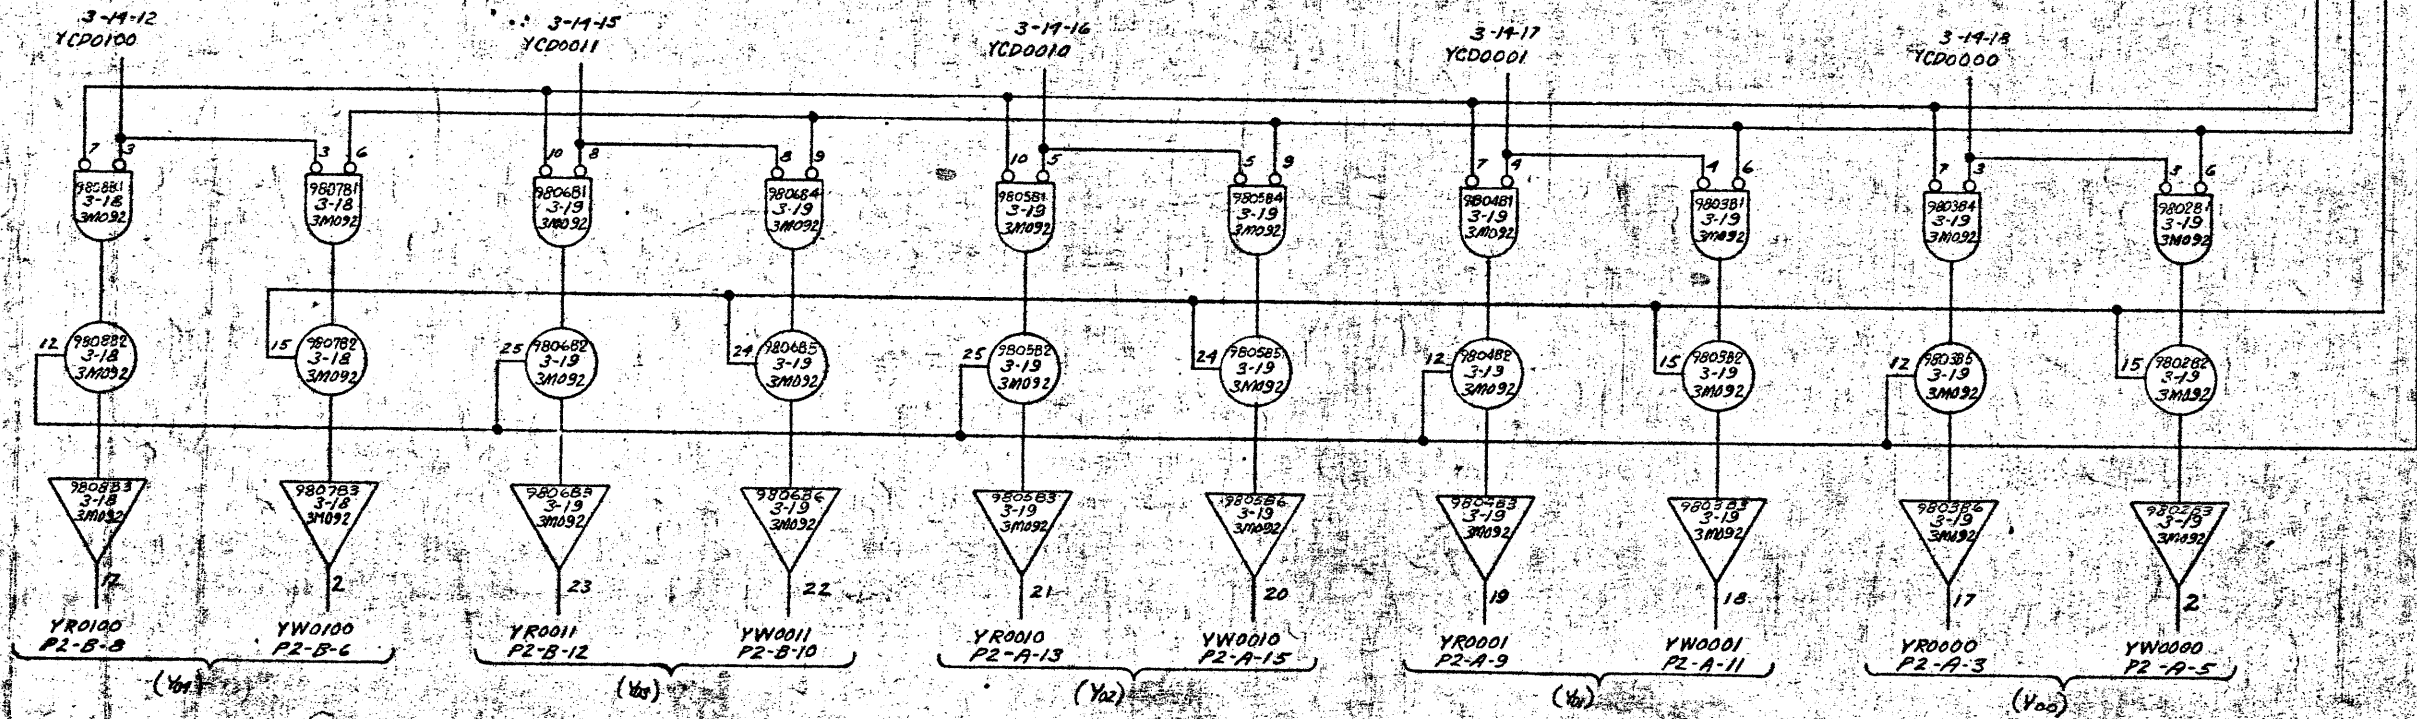 3-14-12
YCD0100
3-14-15
YCD0011
3-14-16
YCD0010
3-14-17
YCD0001
3-14-18
YCD0000
7 3
3 6
10 8
8 9
10 5
5 9
7 4
4 6
7 3
3 6
980881
3-18
3M092
980781
3-18
3M092
980681
3-19
3M092
980684
3-19
3M092
980581
3-19
3M092
980584
3-19
3M092
980481
3-19
3M092
980381
3-19
3M092
980384
3-19
3M092
980281
3-19
3M092
12
980882
3-18
3M092
15
980782
3-18
3M092
25
980682
3-19
3M092
24
980685
3-19
3M092
25
980582
3-19
3M092
24
980585
3-19
3M092
12
980482
3-19
3M092
15
980382
3-19
3M092
12
980385
3-19
3M092
15
980282
3-19
3M092
980883
3-18
3M092
980783
3-18
3M092
980683
3-19
3M092
980686
3-19
3M092
980583
3-19
3M092
980586
3-19
3M092
980483
3-19
3M092
980383
3-19
3M092
980386
3-19
3M092
980283
3-19
3M092
17
2
23
22
21
20
19
18
17
2
YR0100
P2-B-8
YW0100
P2-B-6
YR0011
P2-B-12
YW0011
P2-B-10
YR0010
P2-A-13
YW0010
P2-A-15
YR0001
P2-A-9
YW0001
P2-A-11
YR0000
P2-A-3
YW0000
P2-A-5
(Y04)
(Y03)
(Y02)
(Y01)
(Y00)